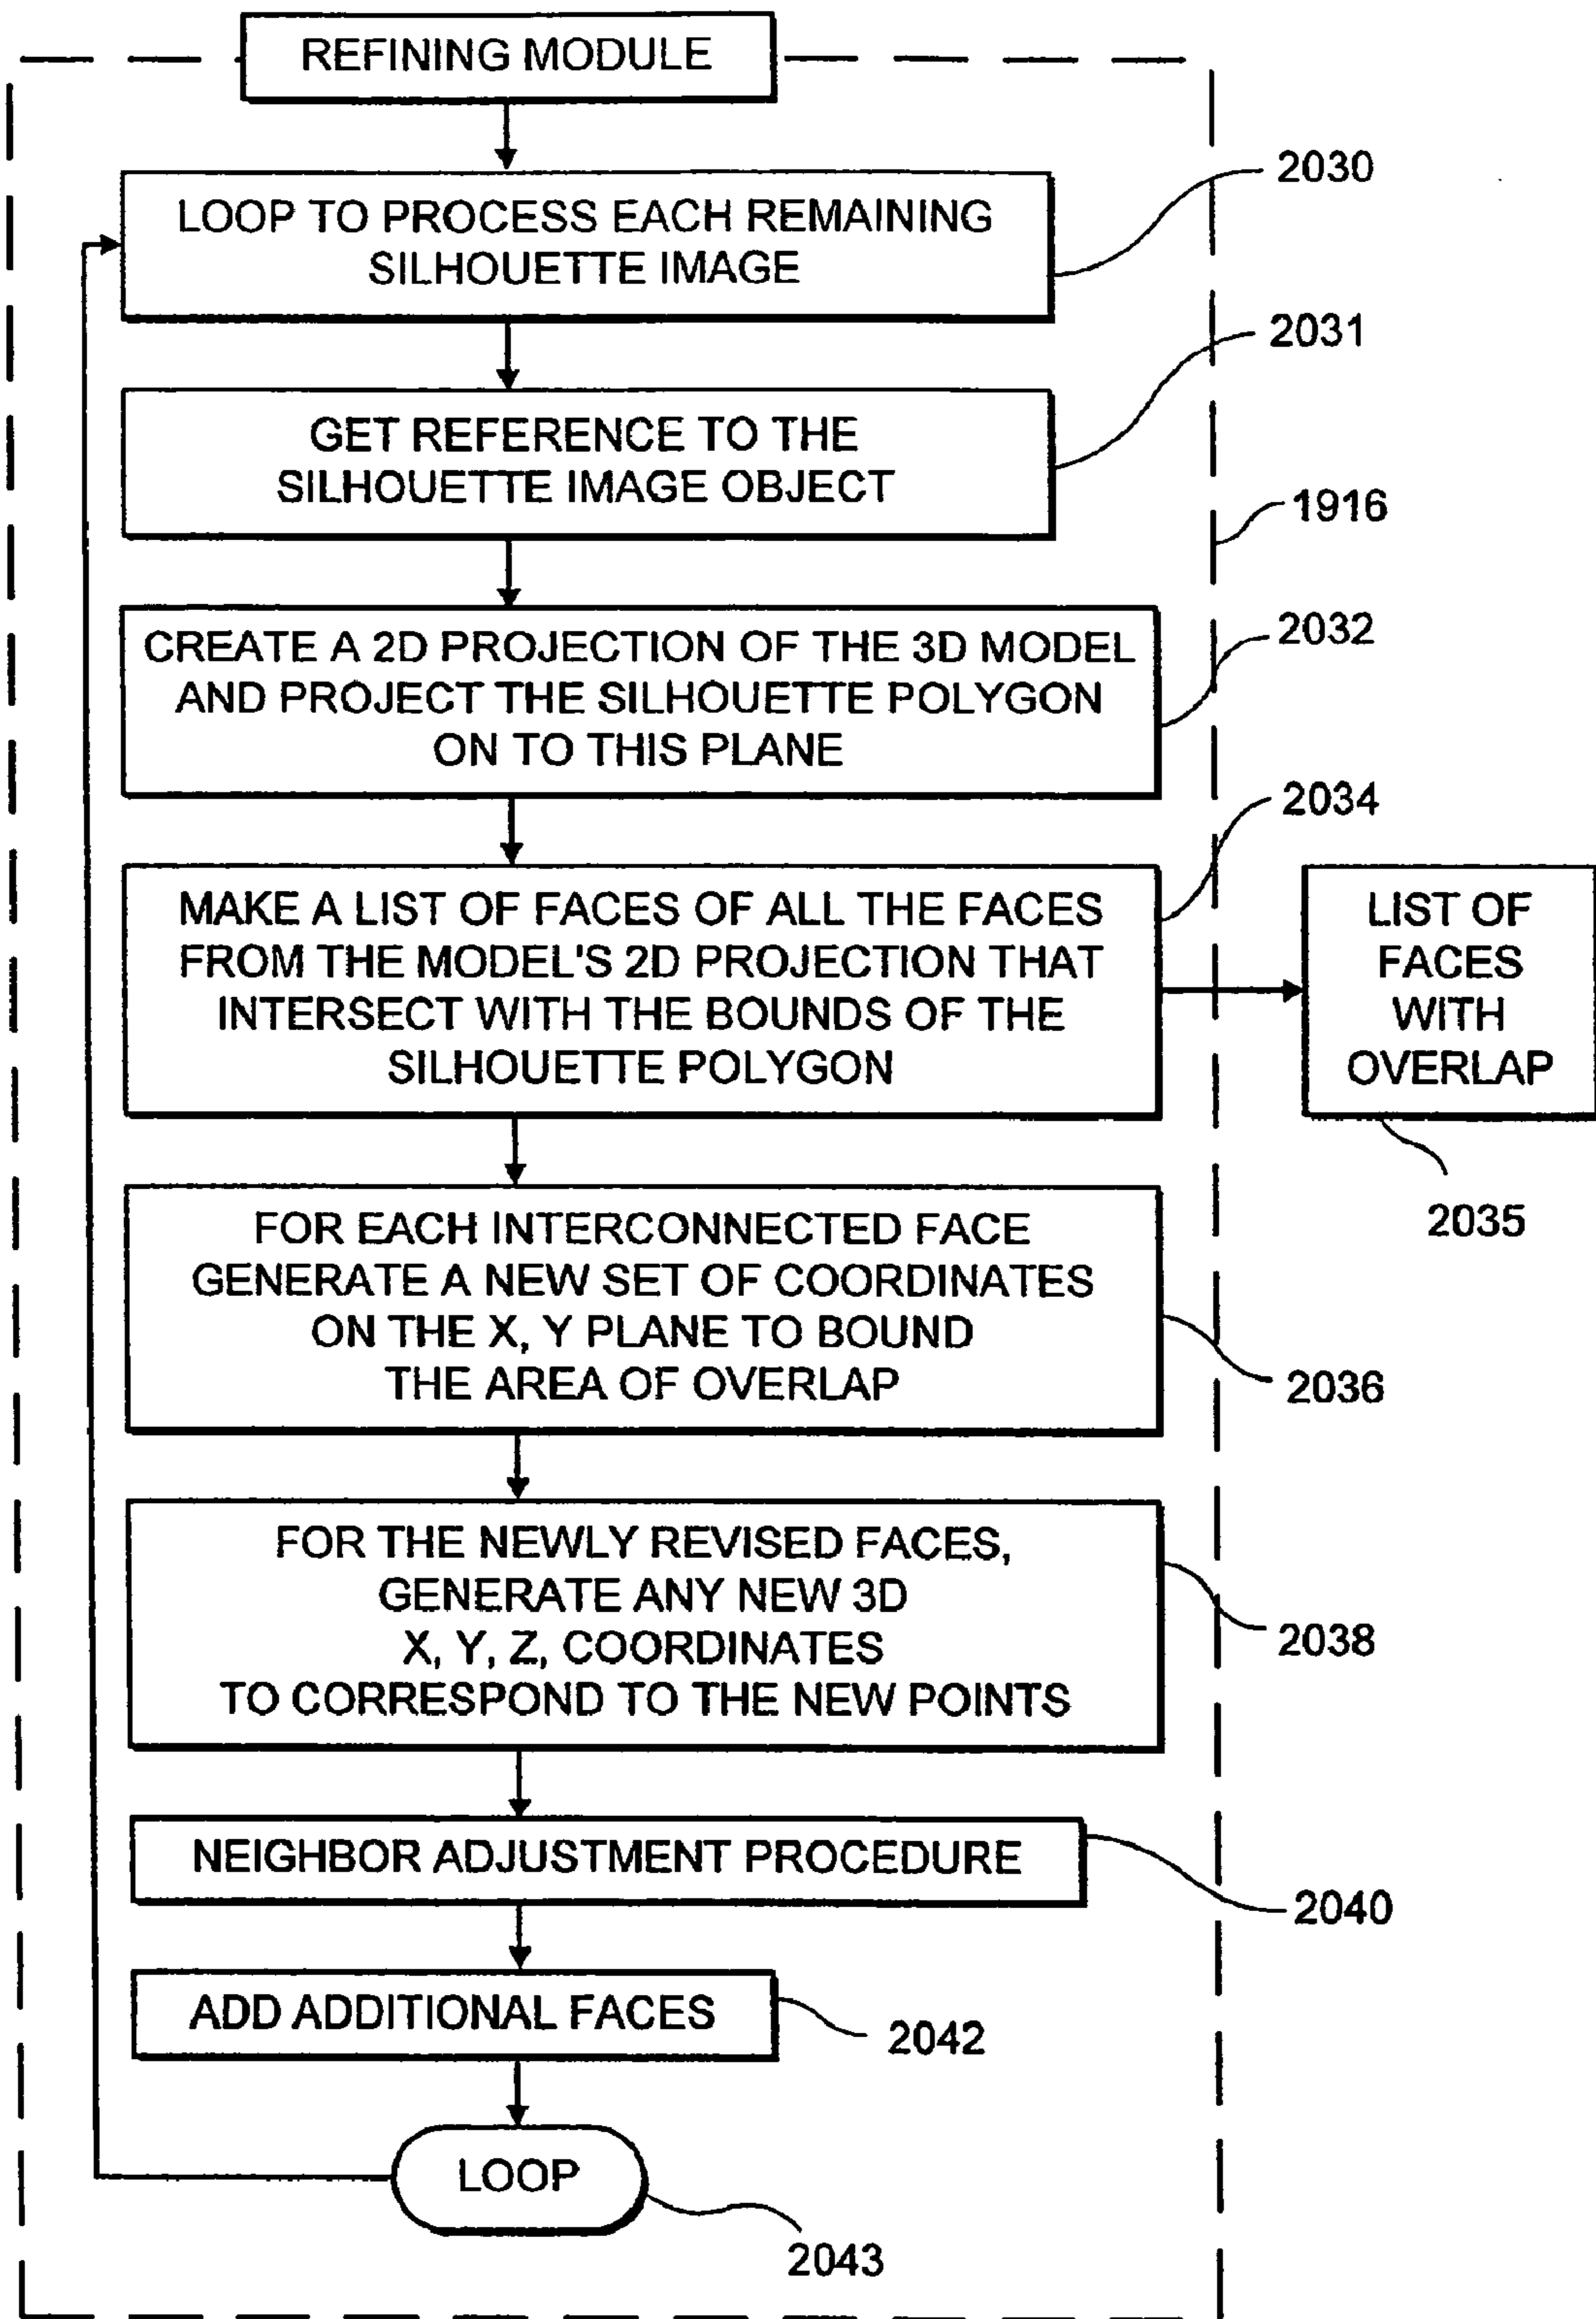 REFINING MODULE
2030
LOOP TO PROCESS EACH REMAINING
SILHOUETTE IMAGE
2031
GET REFERENCE TO THE
SILHOUETTE IMAGE OBJECT
1916
2032
CREATE A 2D PROJECTION OF THE 3D MODEL
AND PROJECT THE SILHOUETTE POLYGON
ON TO THIS PLANE
2034
MAKE A LIST OF FACES OF ALL THE FACES
FROM THE MODEL'S 2D PROJECTION THAT
INTERSECT WITH THE BOUNDS OF THE
SILHOUETTE POLYGON
LIST OF
FACES
WITH
OVERLAP
2035
FOR EACH INTERCONNECTED FACE
GENERATE A NEW SET OF COORDINATES
ON THE X, Y PLANE TO BOUND
THE AREA OF OVERLAP
2036
FOR THE NEWLY REVISED FACES,
GENERATE ANY NEW 3D
X, Y, Z, COORDINATES
TO CORRESPOND TO THE NEW POINTS
2038
NEIGHBOR ADJUSTMENT PROCEDURE
2040
ADD ADDITIONAL FACES
2042
LOOP
2043